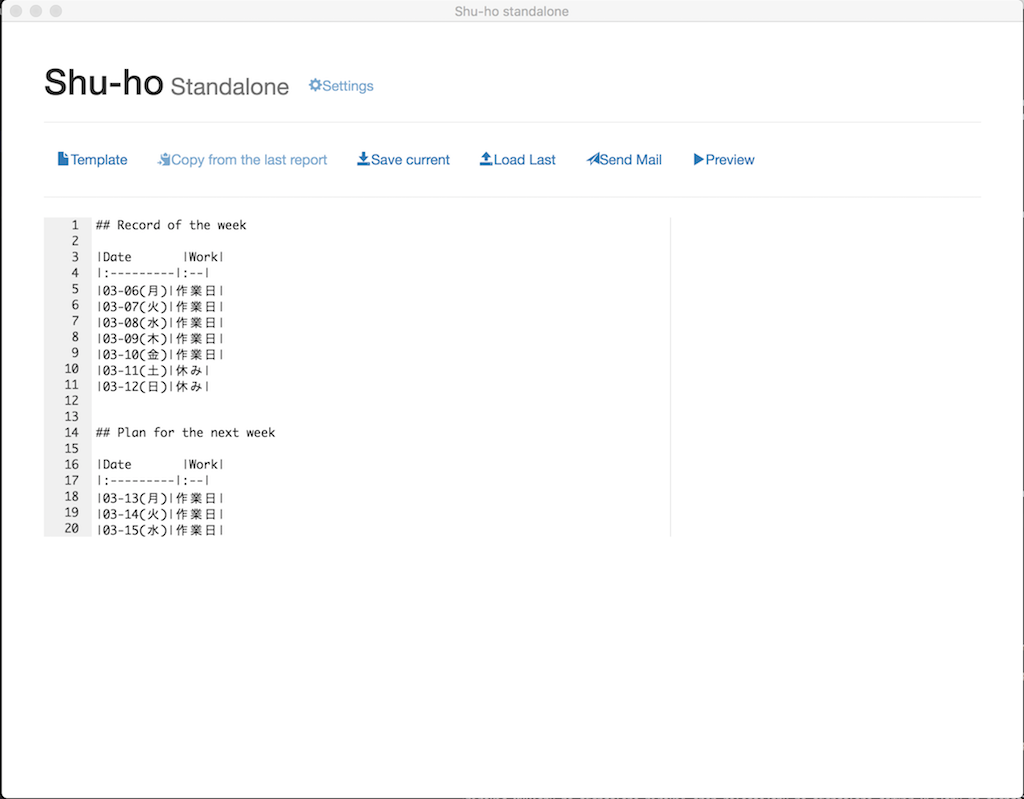 Shu-ho standalone
Shu-ho Standalone Settings
Template Copy from the last report Save current Load Last Send Mail Preview
1 ## Record of the week
2
3 |Date       |Work|
4 |:---------|:--|
5 |03-06(月)|作業日|
6 |03-07(火)|作業日|
7 |03-08(水)|作業日|
8 |03-09(木)|作業日|
9 |03-10(金)|作業日|
10 |03-11(土)|休み|
11 |03-12(日)|休み|
12
13
14 ## Plan for the next week
15
16 |Date       |Work|
17 |:---------|:--|
18 |03-13(月)|作業日|
19 |03-14(火)|作業日|
20 |03-15(水)|作業日|